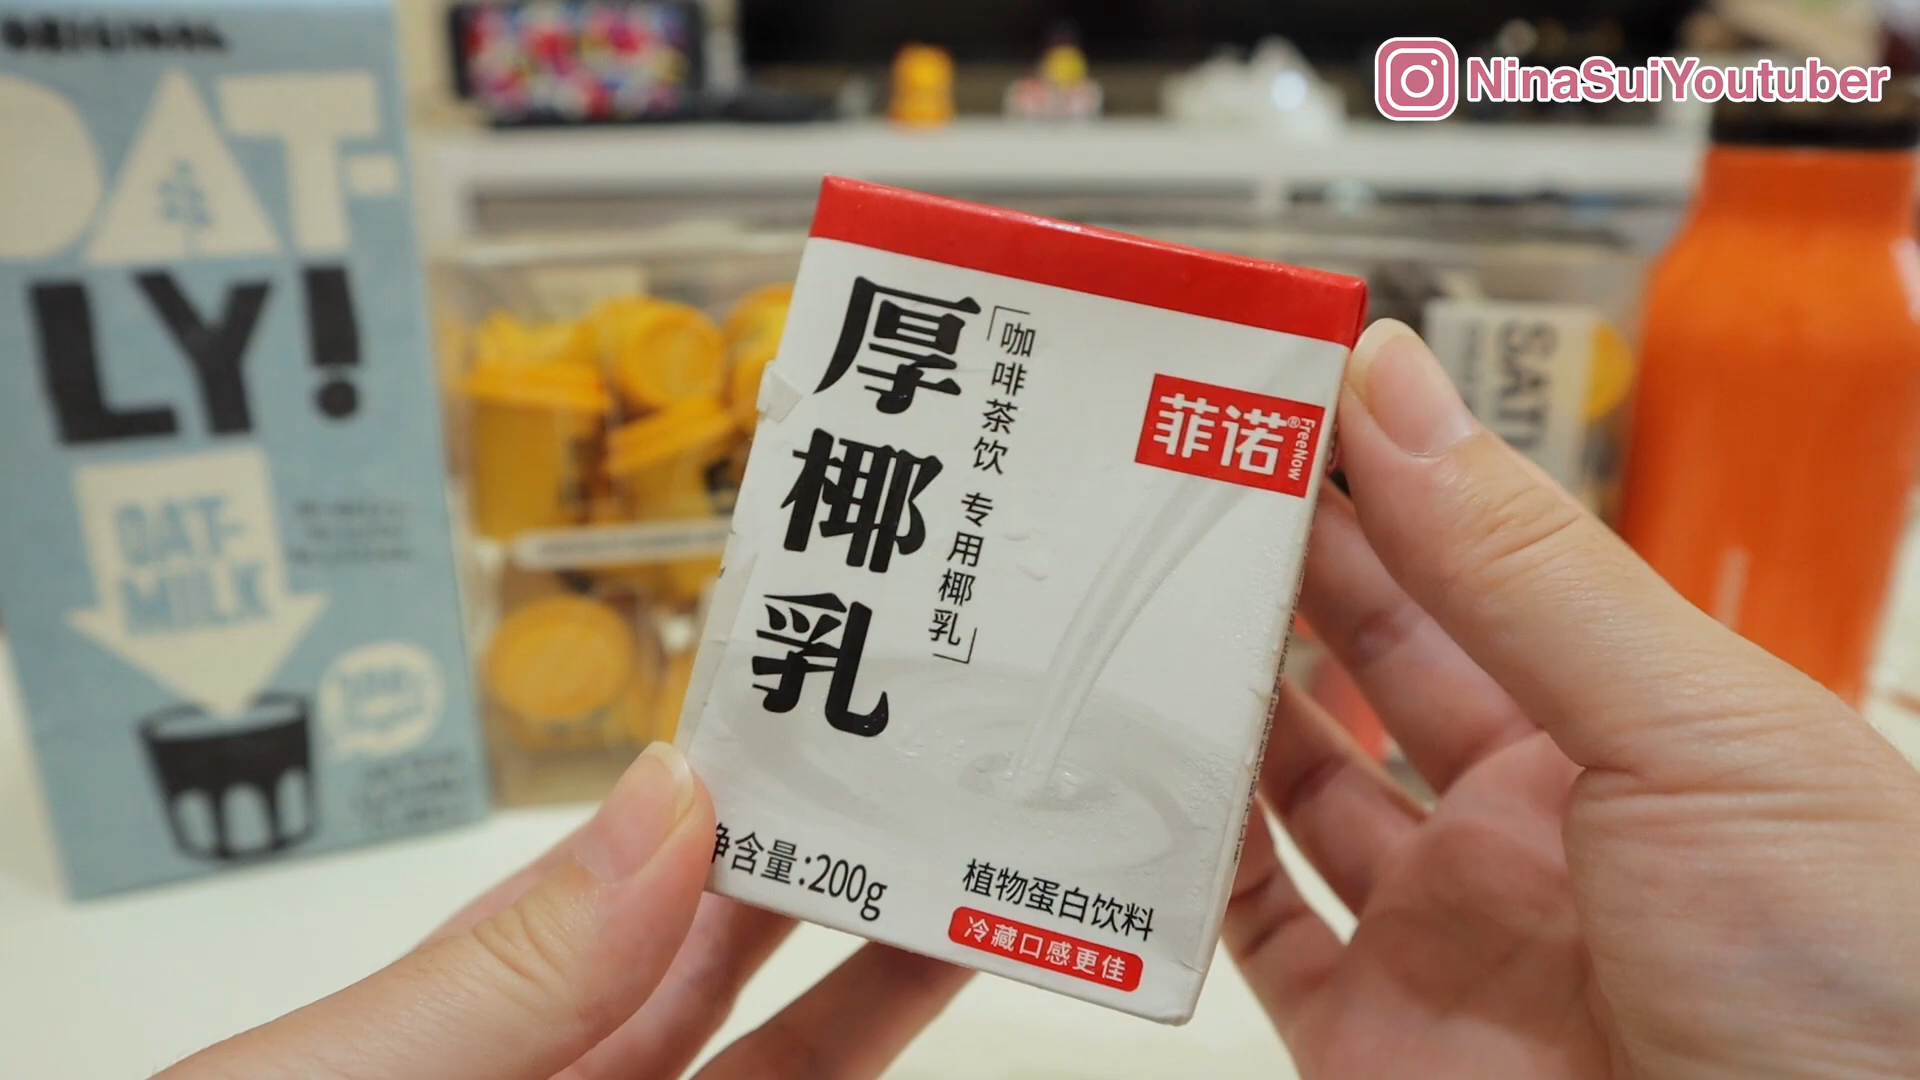 NinaSuiYoutuber
ORIGINAL
OAT-
LY!
OAT-
MILK
厚椰乳
「咖啡茶饮 专用椰乳」
菲诺®
FreeNow
净含量:200g
植物蛋白饮料
冷藏口感更佳